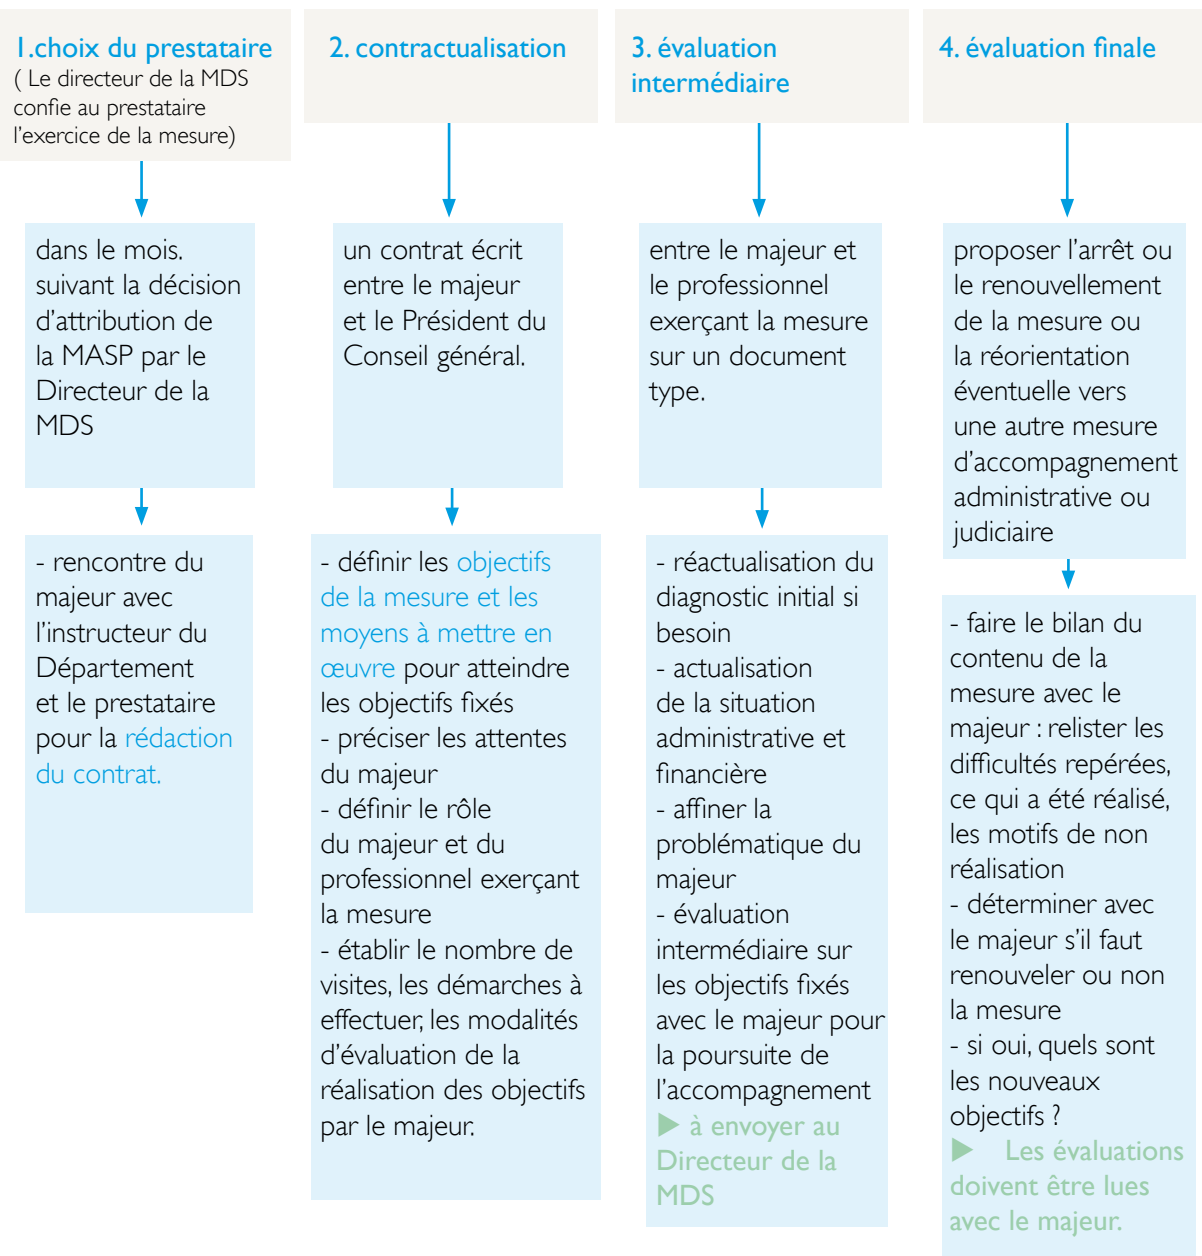 1.choix du prestataire
( Le directeur de la MDS
confie au prestataire
l'exercice de la mesure)
dans le mois.
suivant la décision
d'attribution de
la MASP par le
Directeur de la
MDS
- rencontre du
majeur avec
l'instructeur du
Département
et le prestataire
pour la rédaction
du contrat.
2. contractualisation
un contrat écrit
entre le majeur
et le Président du
Conseil général.
- définir les objectifs
de la mesure et les
moyens à mettre en
œuvre pour atteindre
les objectifs fixés
- préciser les attentes
du majeur
- définir le rôle
du majeur et du
professionnel exerçant
la mesure
- établir le nombre de
visites, les démarches à
effectuer, les modalités
d'évaluation de la
réalisation des objectifs
par le majeur.
3. évaluation
intermédiaire
entre le majeur et
le professionnel
exerçant la mesure
sur un document
type.
- réactualisation du
diagnostic initial si
besoin
- actualisation
de la situation
administrative et
financière
- affiner la
problématique du
majeur
- évaluation
intermédiaire sur
les objectifs fixés
avec le majeur pour
la poursuite de
l'accompagnement
▶ à envoyer au
Directeur de la
MDS
4. évaluation finale
proposer l'arrêt ou
le renouvellement
de la mesure ou
la réorientation
éventuelle vers
une autre mesure
d'accompagnement
administrative ou
judiciaire
- faire le bilan du
contenu de la
mesure avec le
majeur : relister les
difficultés repérées,
ce qui a été réalisé,
les motifs de non
réalisation
- déterminer avec
le majeur s'il faut
renouveler ou non
la mesure
- si oui, quels sont
les nouveaux
objectifs ?
▶ Les évaluations
doivent être lues
avec le majeur.